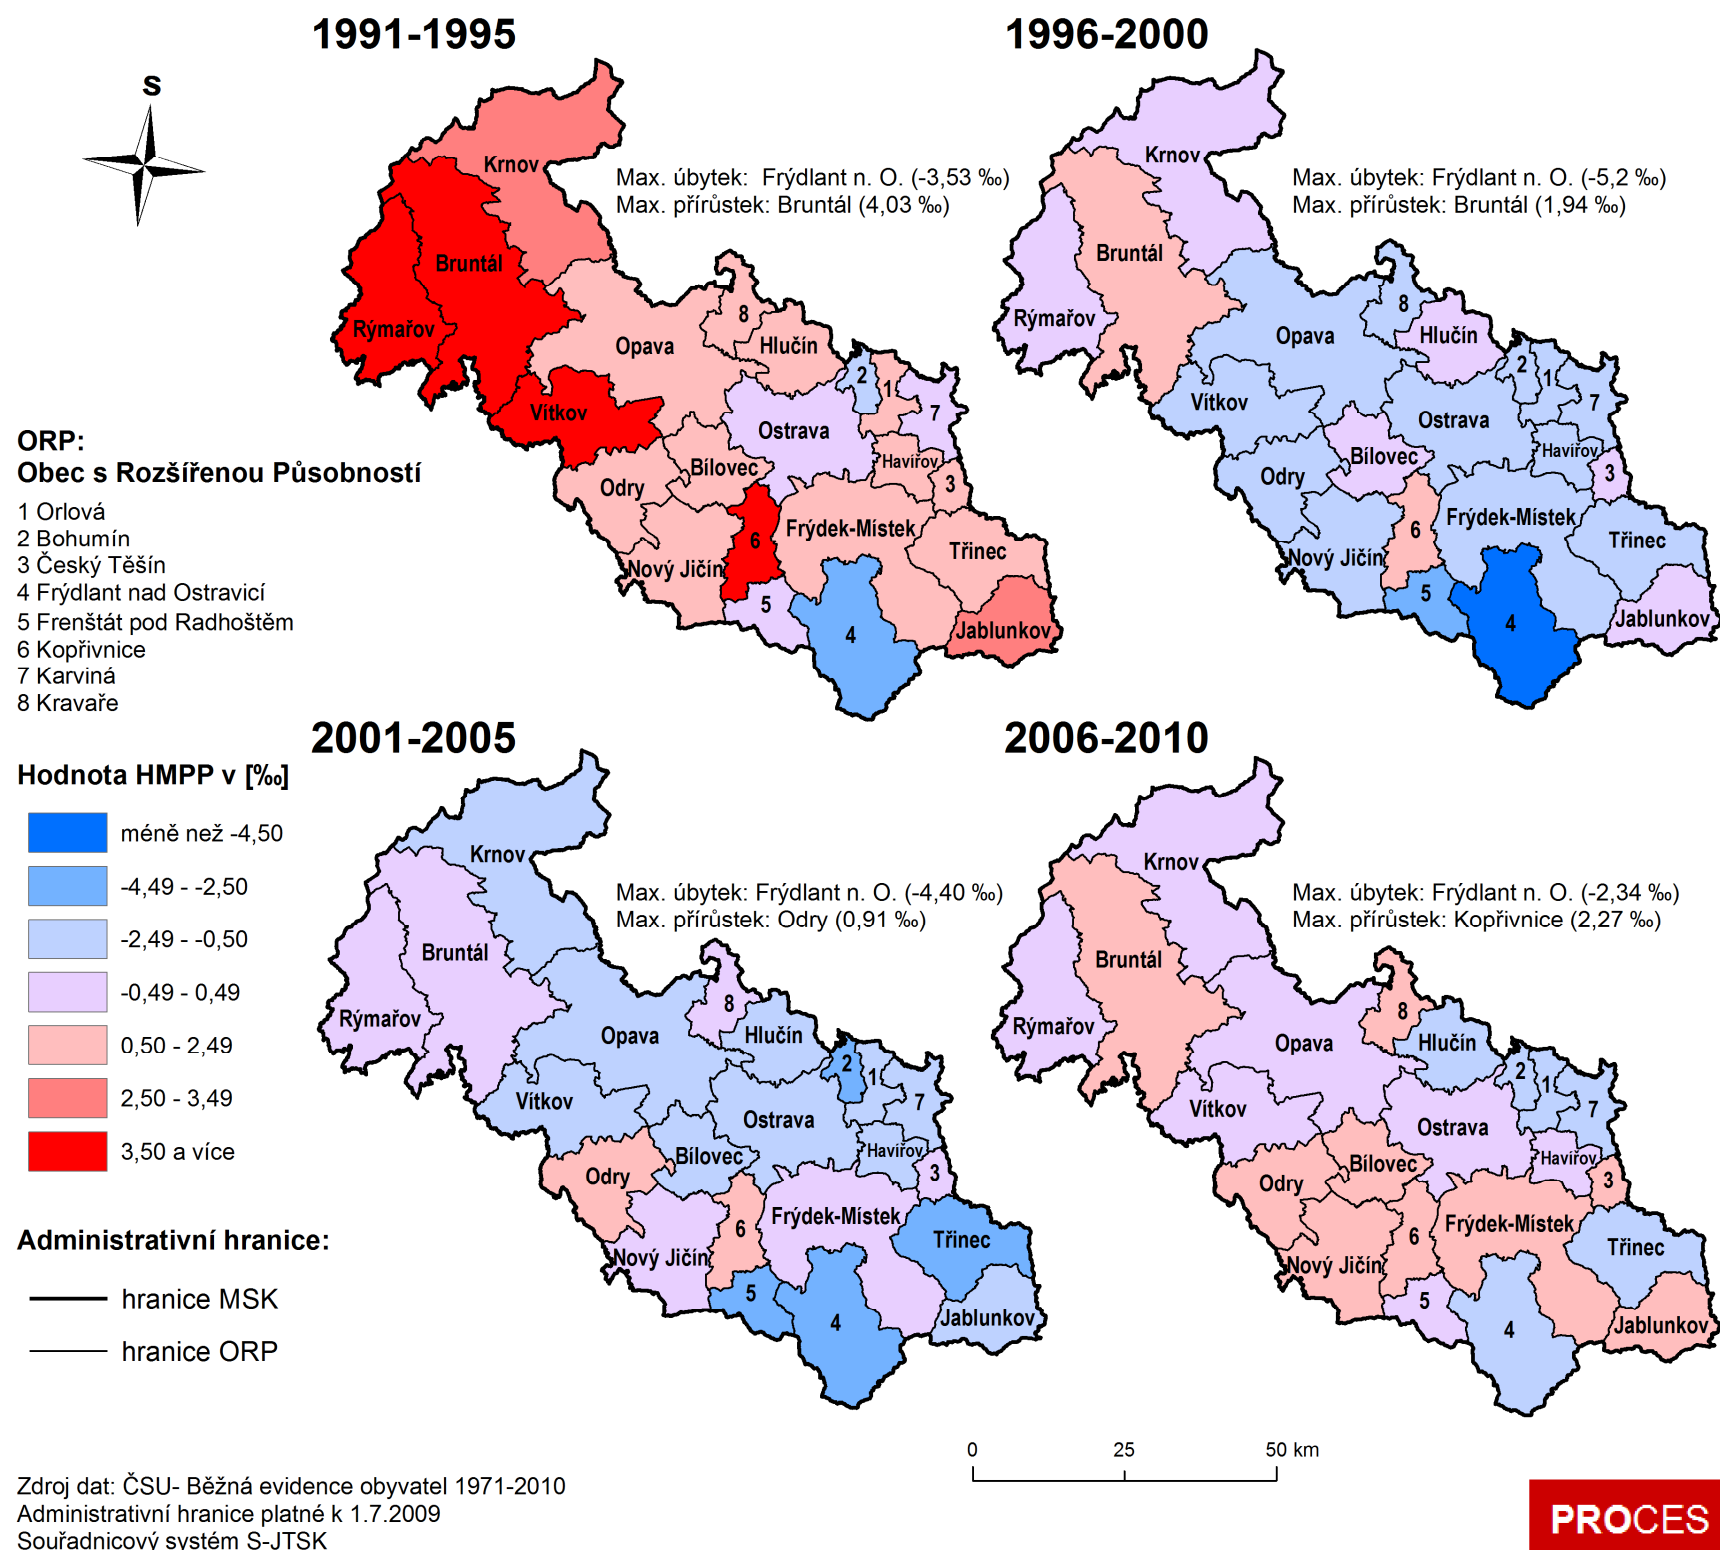 1991-1995
1996-2000
S
Krnov
Bruntál
Rýmařov
Opava
8
Hlučín
Vítkov
2
1
7
Ostrava
Bílovec
Havířov
Odry
3
6
Frýdek-Místek
Třinec
Nový Jičín
5
4
Jablunkov
Max. úbytek: Frýdlant n. O. (-3,53 ‰)
Max. přírůstek: Bruntál (4,03 ‰)
Krnov
Bruntál
Rýmařov
Opava
8
Hlučín
Vítkov
2
1
7
Ostrava
Bílovec
Havířov
Odry
3
6
Frýdek-Místek
Třinec
Nový Jičín
5
4
Jablunkov
Max. úbytek: Frýdlant n. O. (-5,2 ‰)
Max. přírůstek: Bruntál (1,94 ‰)
ORP:
Obec s Rozšířenou Působností
1 Orlová
2 Bohumín
3 Český Těšín
4 Frýdlant nad Ostravicí
5 Frenštát pod Radhoštěm
6 Kopřivnice
7 Karviná
8 Kravaře
2001-2005
2006-2010
Krnov
Bruntál
Rýmařov
Opava
8
Hlučín
Vítkov
2
1
7
Ostrava
Bílovec
Havířov
Odry
3
6
Frýdek-Místek
Třinec
Nový Jičín
5
4
Jablunkov
Max. úbytek: Frýdlant n. O. (-4,40 ‰)
Max. přírůstek: Odry (0,91 ‰)
Krnov
Bruntál
Rýmařov
Opava
8
Hlučín
Vítkov
2
1
7
Ostrava
Bílovec
Havířov
Odry
3
6
Frýdek-Místek
Třinec
Nový Jičín
5
4
Jablunkov
Max. úbytek: Frýdlant n. O. (-2,34 ‰)
Max. přírůstek: Kopřivnice (2,27 ‰)
Hodnota HMPP v [‰]
méně než -4,50
-4,49 - -2,50
-2,49 - -0,50
-0,49 - 0,49
0,50 - 2,49
2,50 - 3,49
3,50 a více
Administrativní hranice:
hranice MSK
hranice ORP
0 25 50 km
Zdroj dat: ČSU- Běžná evidence obyvatel 1971-2010
Administrativní hranice platné k 1.7.2009
Souřadnicový systém S-JTSK
PROCES